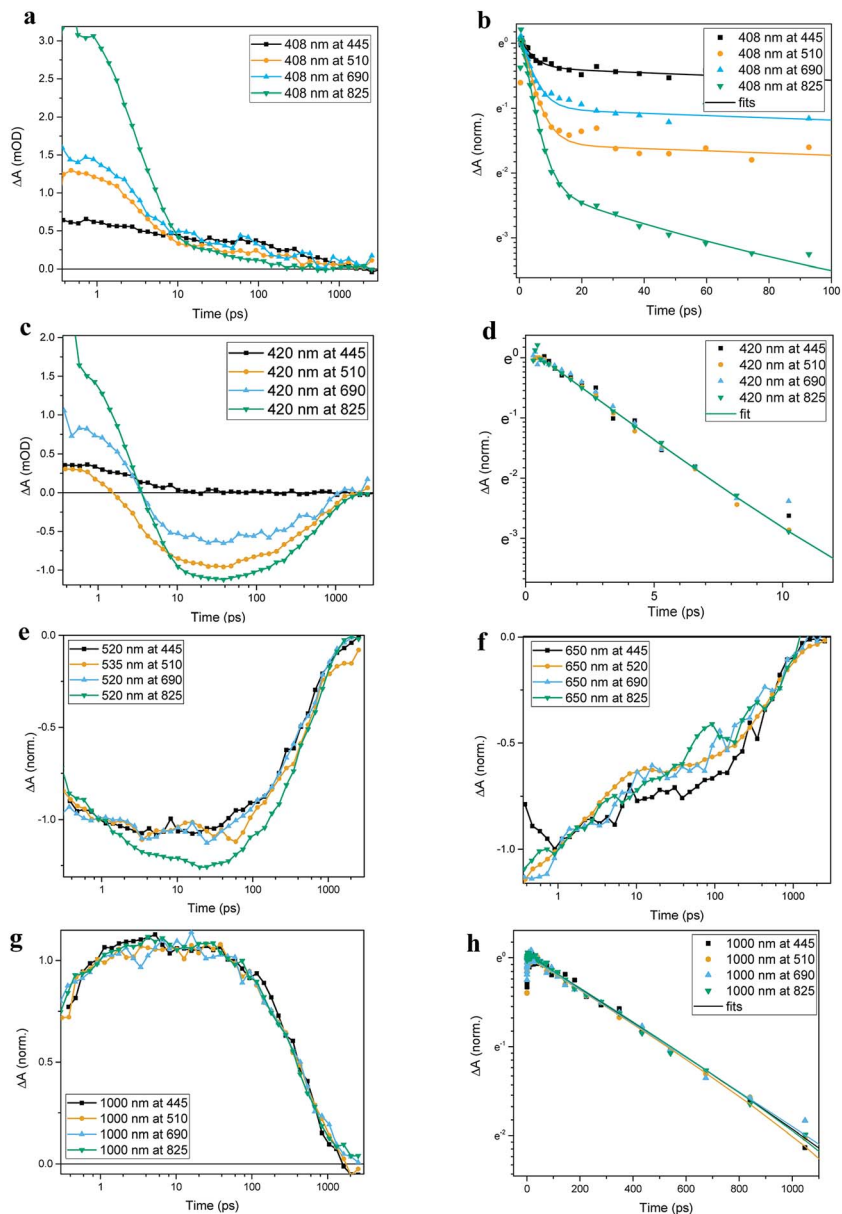 a
3.0
2.5
2.0
1.5
1.0
0.5
0.0
ΔA (mOD)
1
10
100
1000
Time (ps)
408 nm at 445
408 nm at 510
408 nm at 690
408 nm at 825
b
e⁰
e⁻¹
e⁻²
e⁻³
ΔA (norm.)
0
20
40
60
80
100
Time (ps)
408 nm at 445
408 nm at 510
408 nm at 690
408 nm at 825
fits
c
2.0
1.5
1.0
0.5
0.0
-0.5
-1.0
ΔA (mOD)
1
10
100
1000
Time (ps)
420 nm at 445
420 nm at 510
420 nm at 690
420 nm at 825
d
e⁰
e⁻¹
e⁻²
e⁻³
ΔA (norm.)
0
5
10
Time (ps)
420 nm at 445
420 nm at 510
420 nm at 690
420 nm at 825
fit
e
0.0
-0.5
-1.0
ΔA (norm.)
1
10
100
1000
Time (ps)
520 nm at 445
535 nm at 510
520 nm at 690
520 nm at 825
f
0.0
-0.5
-1.0
ΔA (norm.)
1
10
100
1000
Time (ps)
650 nm at 445
650 nm at 520
650 nm at 690
650 nm at 825
g
1.0
0.5
0.0
ΔA (norm.)
1
10
100
1000
Time (ps)
1000 nm at 445
1000 nm at 510
1000 nm at 690
1000 nm at 825
h
e⁰
e⁻¹
e⁻²
ΔA (norm.)
0
200
400
600
800
1000
Time (ps)
1000 nm at 445
1000 nm at 510
1000 nm at 690
1000 nm at 825
fits